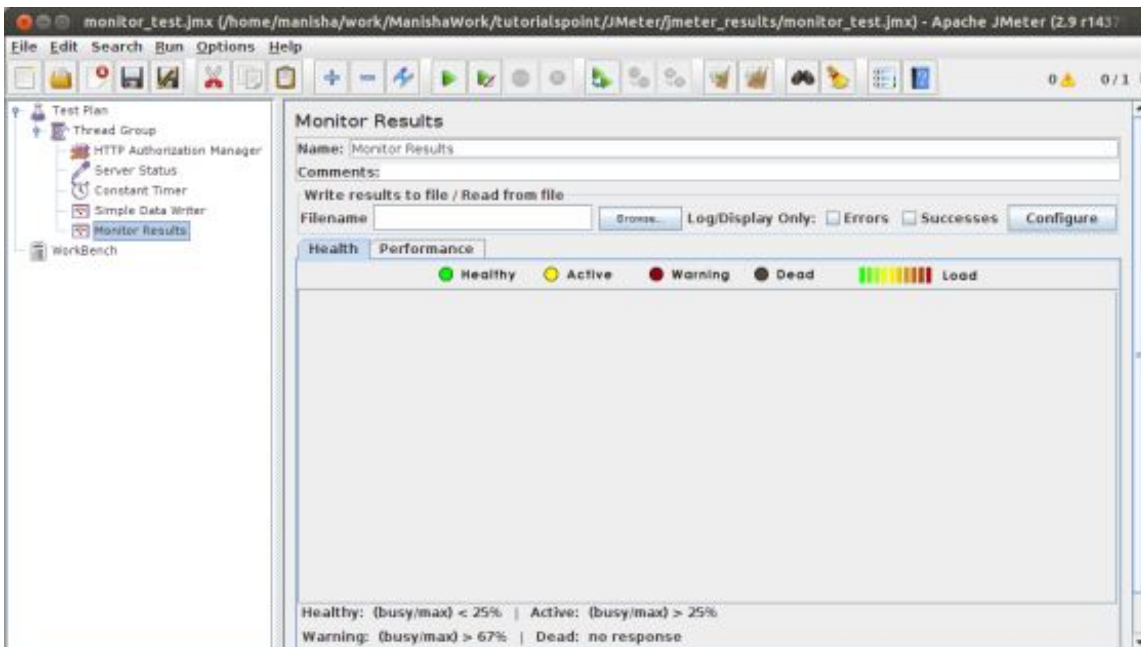 monitor_test.jmx (/home/manisha/work/ManishaWork/tutorialspoint/JMeter/jmeter_results/monitor_test.jmx) - Apache JMeter (2.9 r1437
File Edit Search Run Options Help
0 0/1
Test Plan
Thread Group
HTTP Authorization Manager
Server Status
Constant Timer
Simple Data Writer
Monitor Results
WorkBench
Monitor Results
Name: Monitor Results
Comments:
Write results to file / Read from file
Filename Browse... Log/Display Only: Errors Successes Configure
Health Performance
Healthy Active Warning Dead Load
Healthy: (busy/max) < 25% | Active: (busy/max) > 25%
Warning: (busy/max) > 67% | Dead: no response